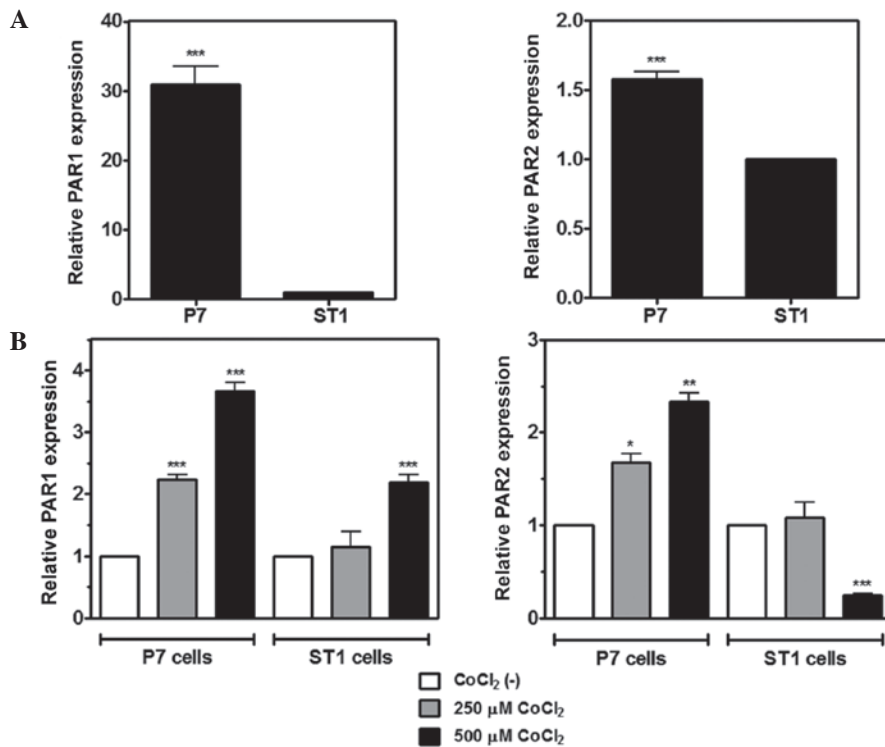 A
Relative PAR1 expression
40
30
20
10
0
***
P7
ST1
Relative PAR2 expression
2.0
1.5
1.0
0.5
0.0
***
P7
ST1
B
Relative PAR1 expression
4
3
2
1
0
***
***
***
P7 cells
ST1 cells
Relative PAR2 expression
3
2
1
0
*
**
***
P7 cells
ST1 cells
CoCl₂ (-)
250 µM CoCl₂
500 µM CoCl₂